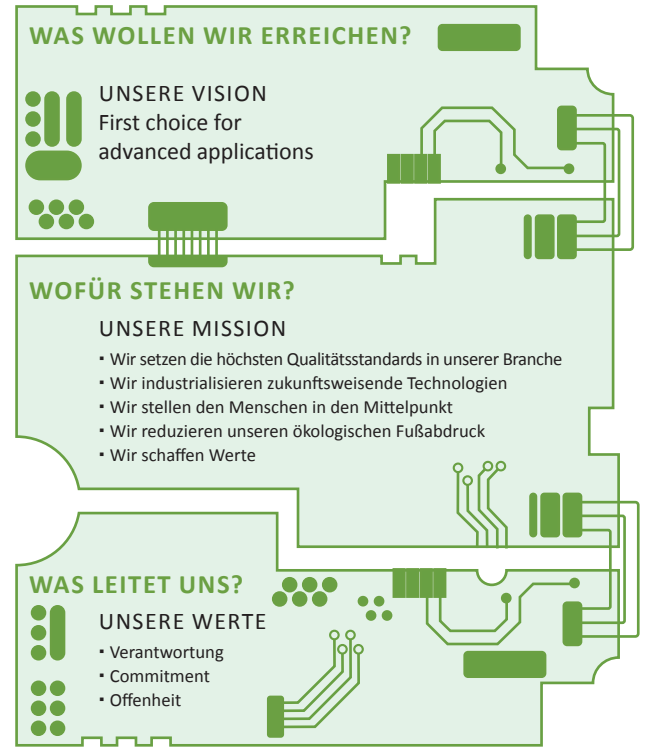 WAS WOLLEN WIR ERREICHEN?
UNSERE VISION
First choice for
advanced applications
WOFÜR STEHEN WIR?
UNSERE MISSION
▪ Wir setzen die höchsten Qualitätsstandards in unserer Branche
▪ Wir industrialisieren zukunftsweisende Technologien
▪ Wir stellen den Menschen in den Mittelpunkt
▪ Wir reduzieren unseren ökologischen Fußabdruck
▪ Wir schaffen Werte
WAS LEITET UNS?
UNSERE WERTE
▪ Verantwortung
▪ Commitment
▪ Offenheit